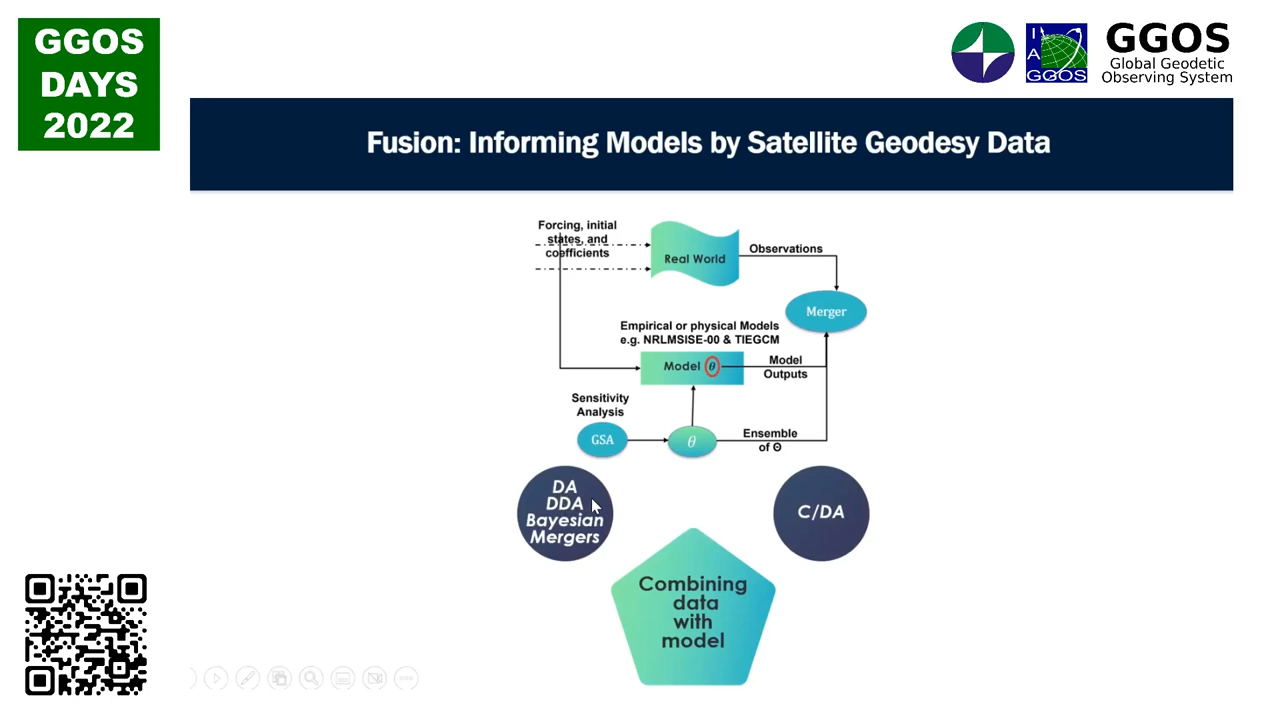 GGOS
DAYS
2022
I
A
G
GGOS
GGOS
Global Geodetic
Observing System
Fusion: Informing Models by Satellite Geodesy Data
Forcing, initial
states, and
coefficients
Real World
Observations
Merger
Empirical or physical Models
e.g. NRLMSISE-00 & TIEGCM
Model θ
Model
Outputs
Sensitivity
Analysis
GSA
θ
Ensemble
of Θ
DA
DDA
Bayesian
Mergers
C/DA
Combining
data
with
model